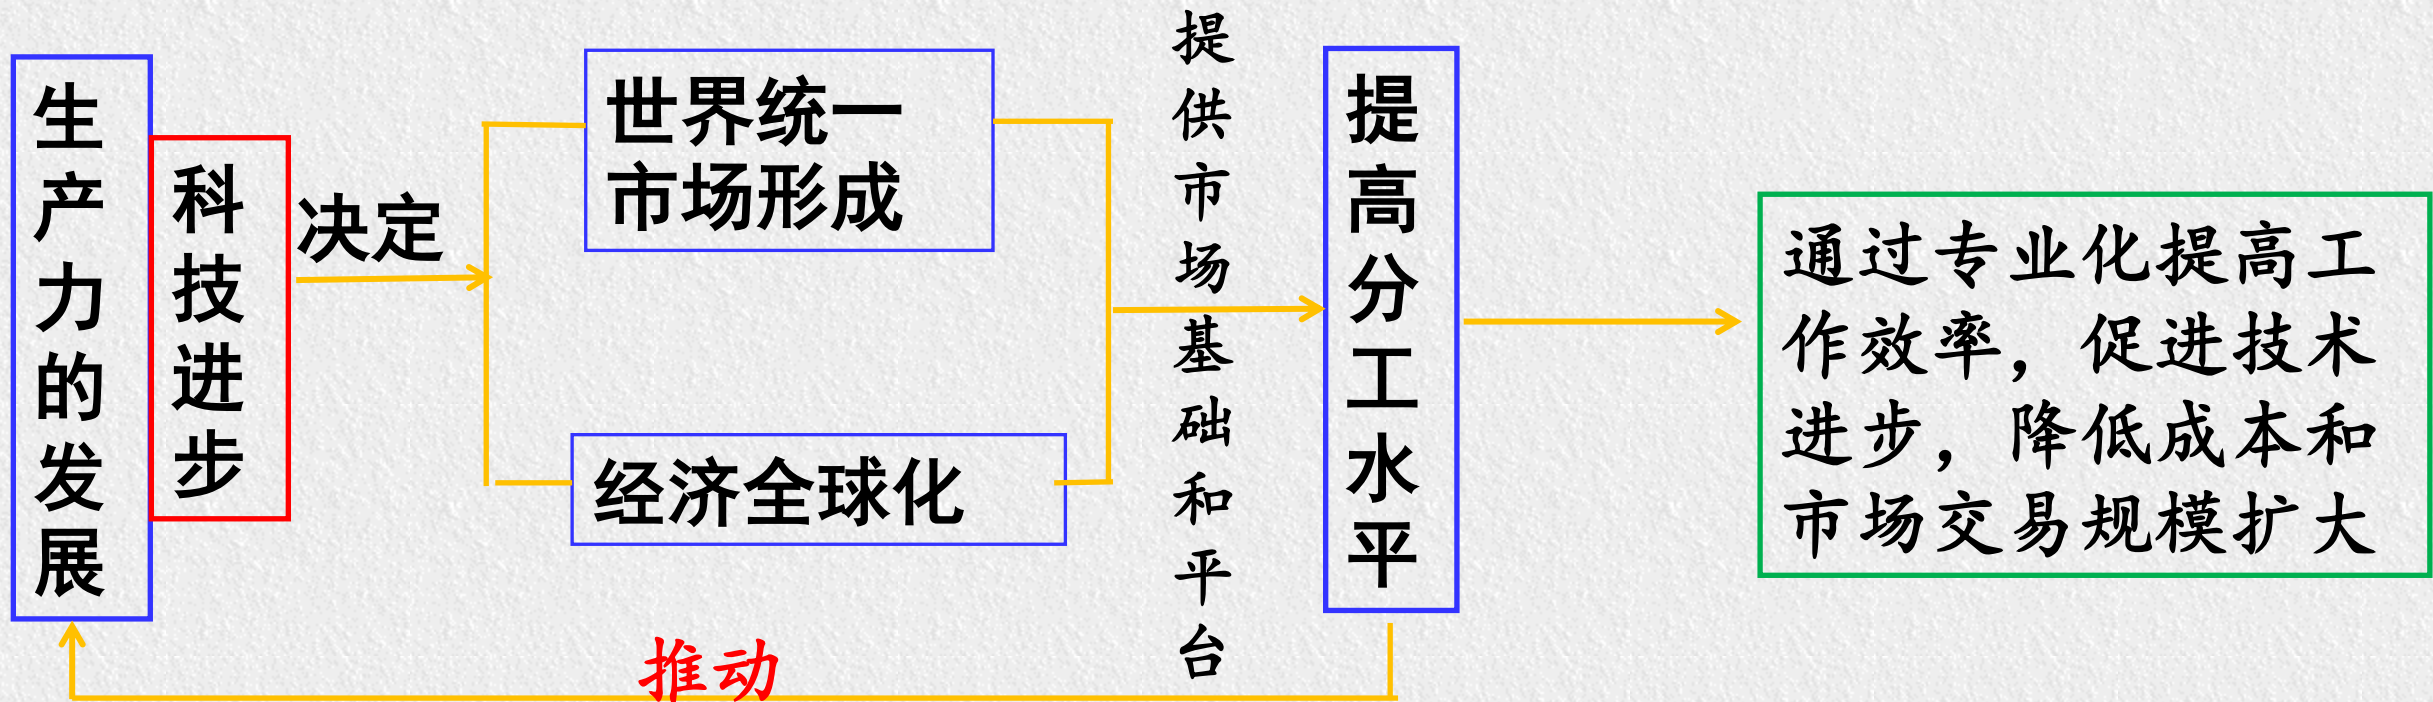 生产力的发展
科技进步
决定
世界统一
市场形成
经济全球化
提供市场基础和平台
提高分工水平
通过专业化提高工
作效率，促进技术
进步，降低成本和
市场交易规模扩大
推动